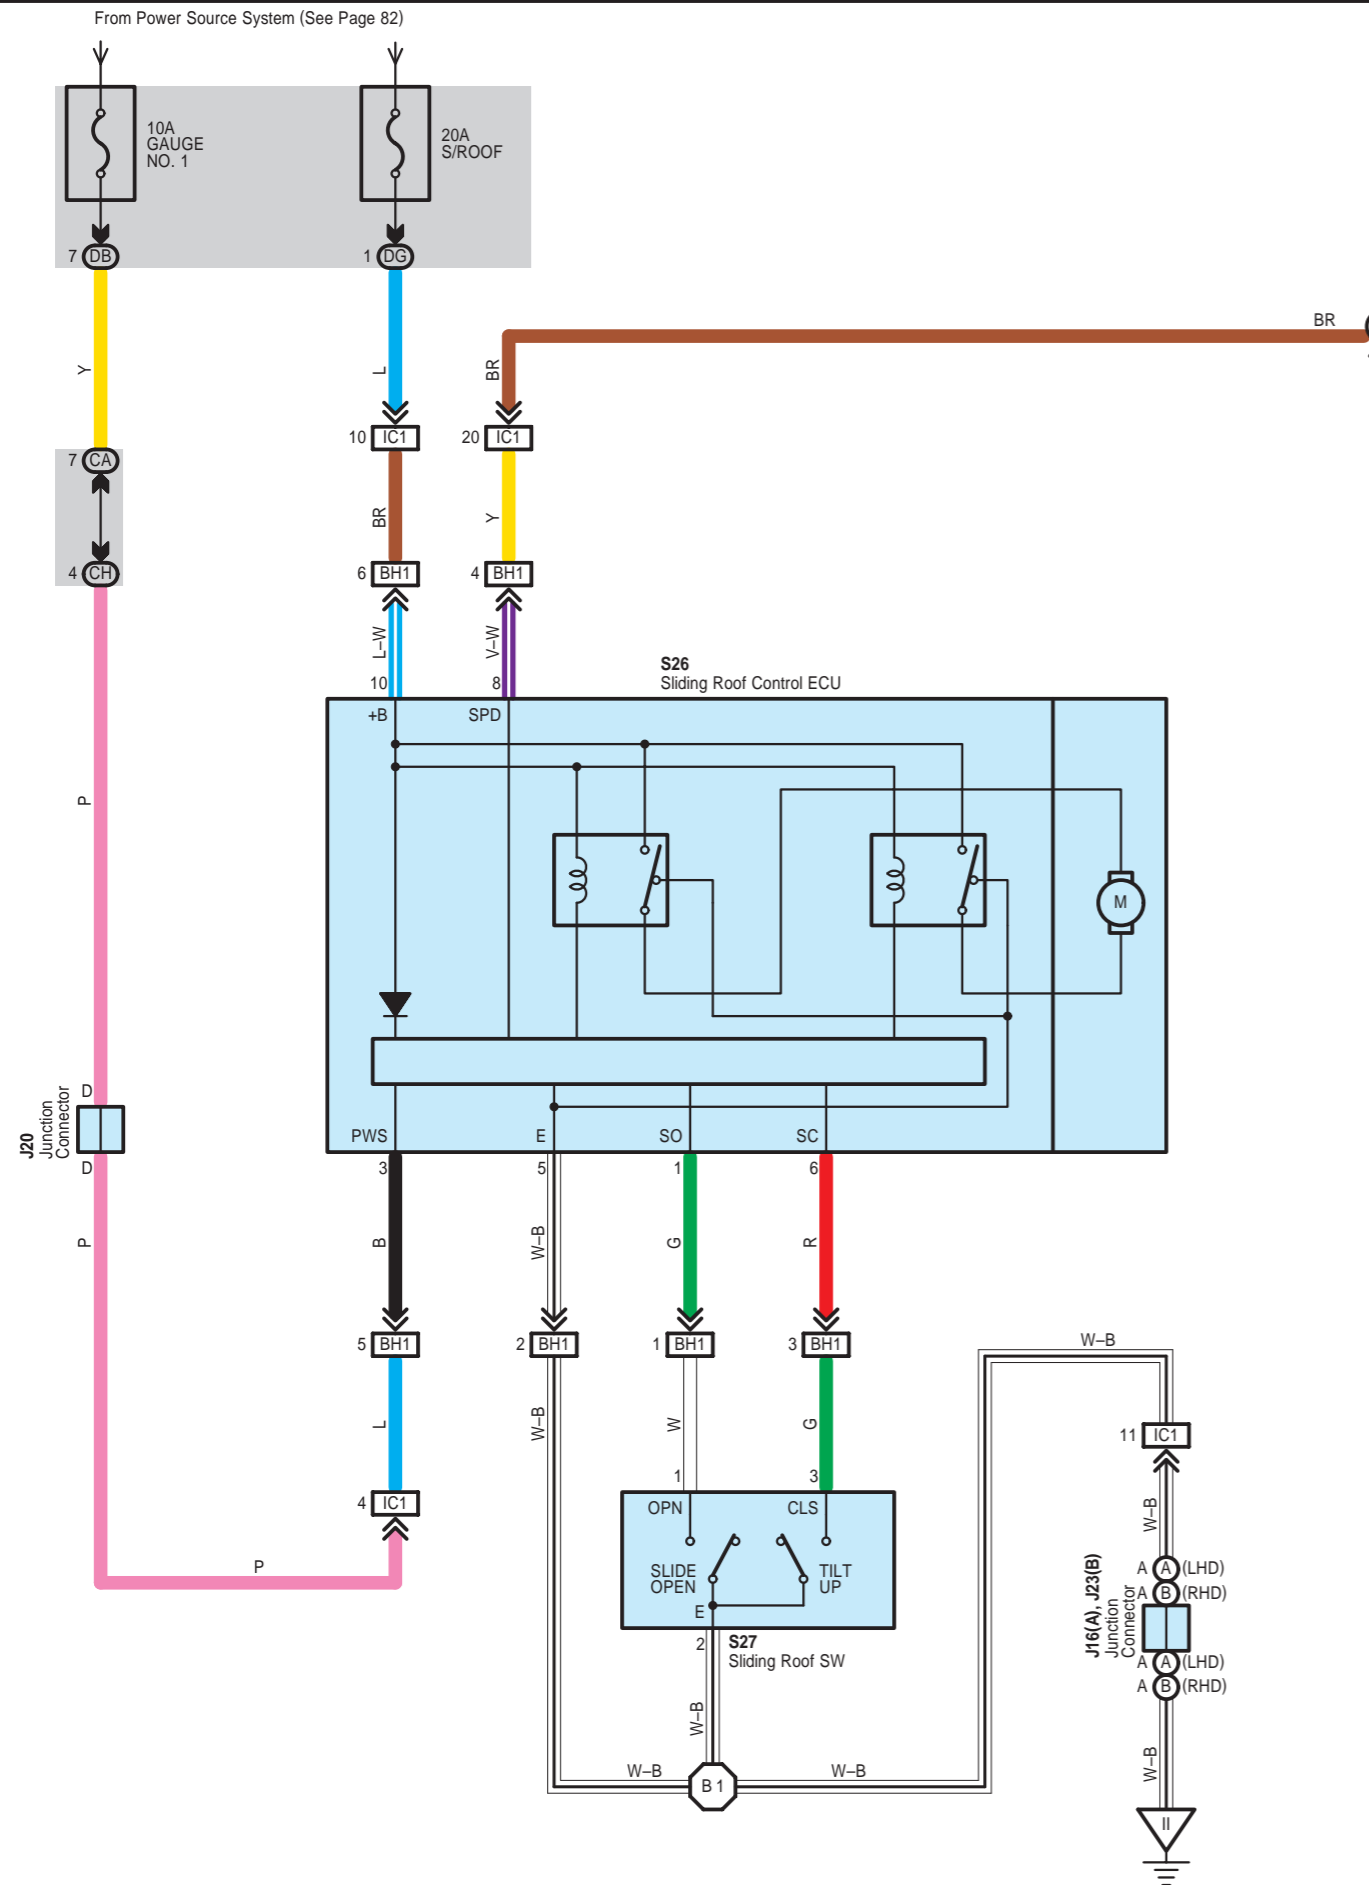 From Power Source System (See Page 82)
10A
GAUGE
NO. 1
20A
S/ROOF
7 DB
1 DG
BR
Y
L
BR
10 IC1
20 IC1
7 CA
BR
Y
4 CH
6 BH1
4 BH1
L–W
V–W
S26
Sliding Roof Control ECU
10
8
+B
SPD
P
M
D
J20
Junction
Connector
D
PWS
E
SO
SC
3
5
1
6
P
B
W–B
G
R
5 BH1
2 BH1
1 BH1
3 BH1
W–B
L
W–B
W
G
11 IC1
1
3
4 IC1
OPN
CLS
W–B
SLIDE
OPEN
TILT
UP
P
E
2
S27
Sliding Roof SW
A A (LHD)
A B (RHD)
J16(A), J23(B)
Junction
Connector
A A (LHD)
A B (RHD)
W–B
W–B
W–B
B 1
W–B
II